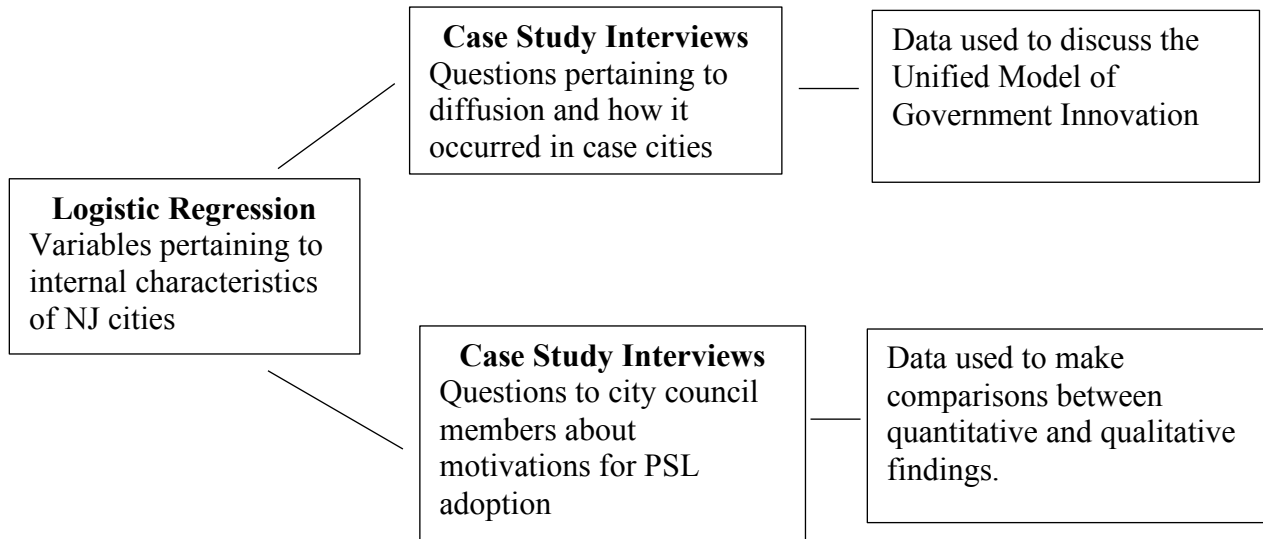 Logistic Regression
Variables pertaining to
internal characteristics
of NJ cities
Case Study Interviews
Questions pertaining to
diffusion and how it
occurred in case cities
Data used to discuss the
Unified Model of
Government Innovation
Case Study Interviews
Questions to city council
members about
motivations for PSL
adoption
Data used to make
comparisons between
quantitative and qualitative
findings.